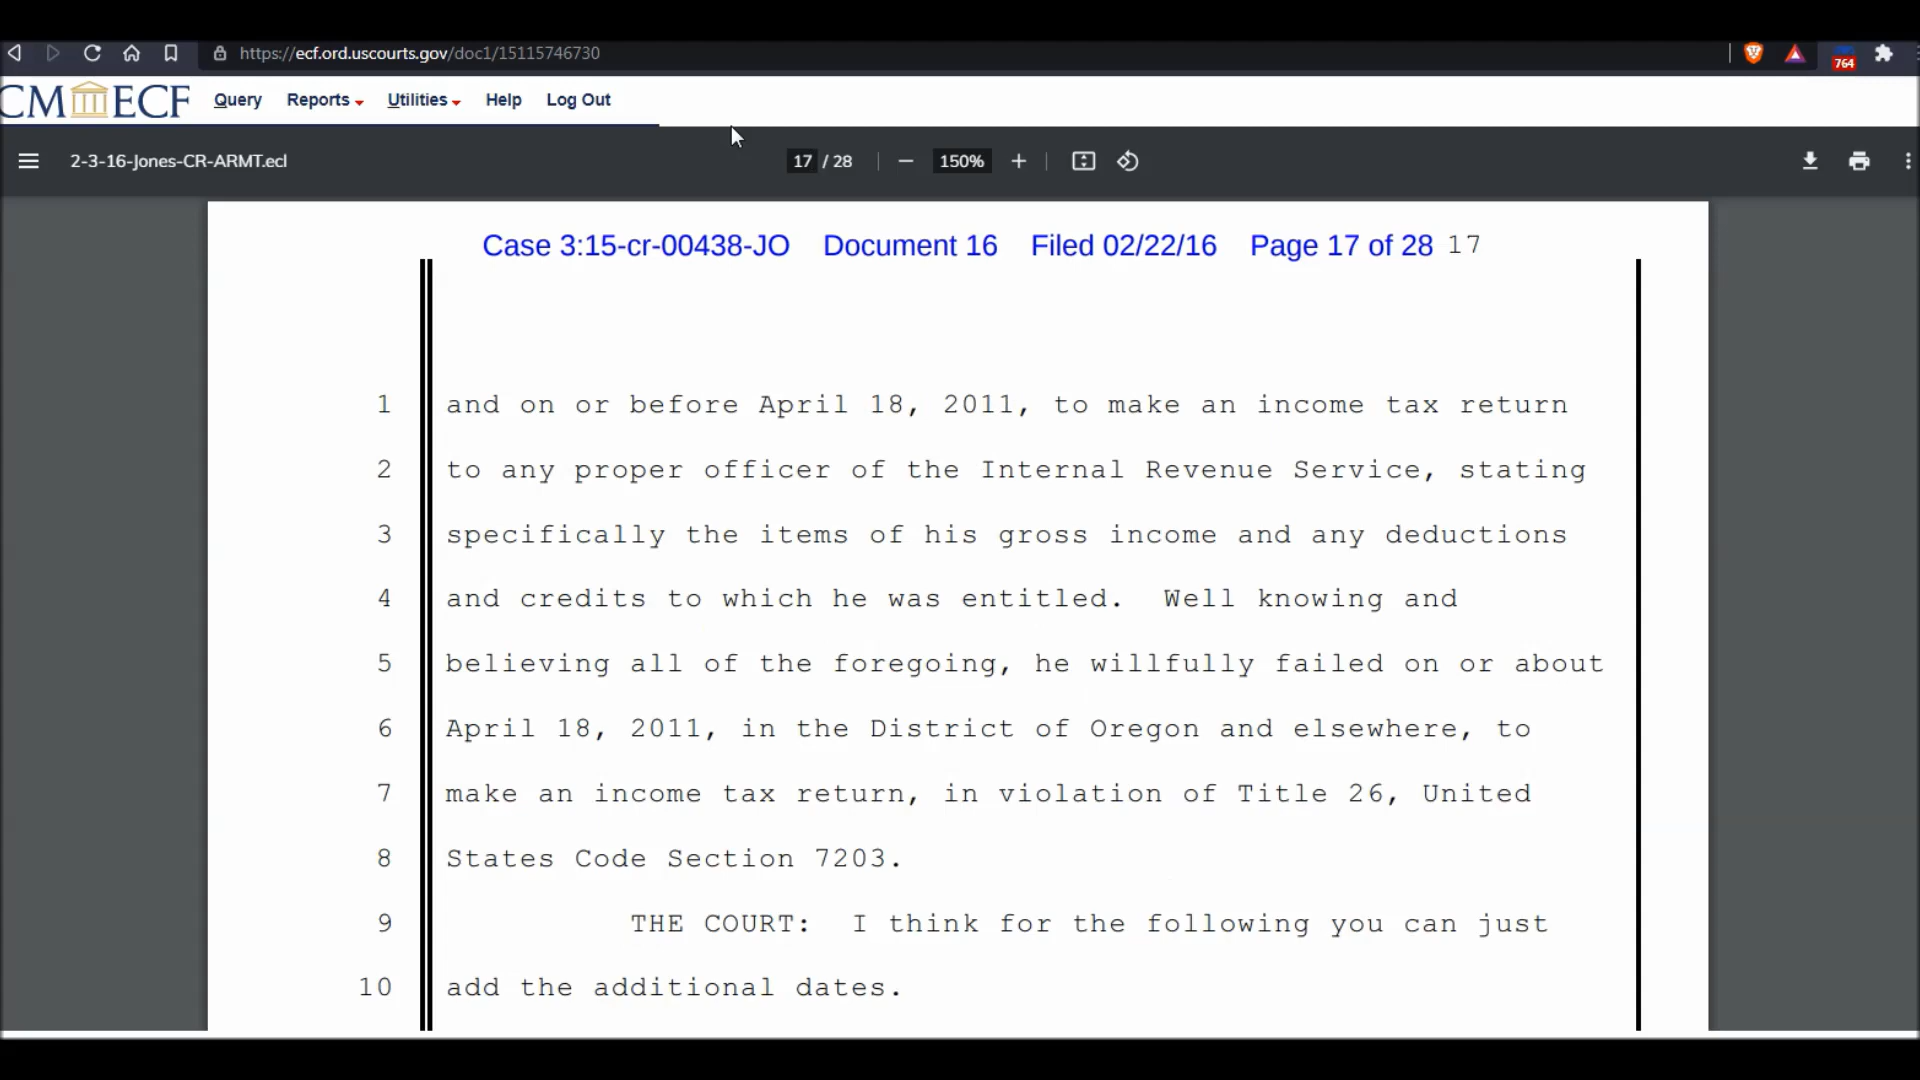 https://ecf.ord.uscourts.gov/doc1/15115746730
764
CM ECF Query Reports Utilities Help Log Out
2-3-16-Jones-CR-ARMT.ecl 17 / 28 150%
Case 3:15-cr-00438-JO Document 16 Filed 02/22/16 Page 17 of 28 17
1 and on or before April 18, 2011, to make an income tax return
2 to any proper officer of the Internal Revenue Service, stating
3 specifically the items of his gross income and any deductions
4 and credits to which he was entitled. Well knowing and
5 believing all of the foregoing, he willfully failed on or about
6 April 18, 2011, in the District of Oregon and elsewhere, to
7 make an income tax return, in violation of Title 26, United
8 States Code Section 7203.
9 THE COURT: I think for the following you can just
10 add the additional dates.